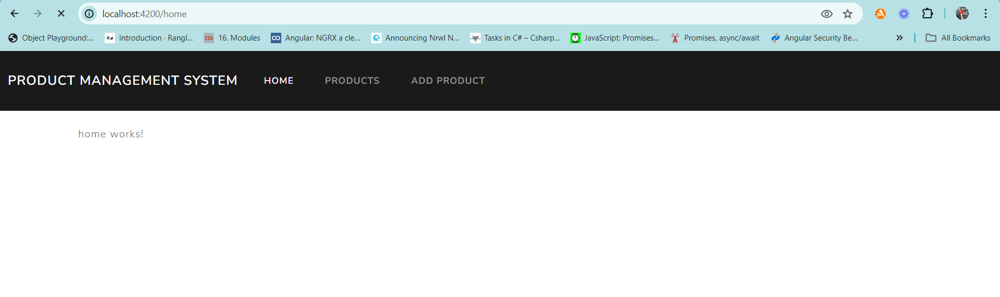 localhost:4200/home
Object Playground:... R Introduction · Rangl... ES6 16. Modules Angular: NGRX a cle... Announcing Nrwl N... Tasks in C# – Csharp... JavaScript: Promises... Promises, async/await Angular Security Be... » All Bookmarks
PRODUCT MANAGEMENT SYSTEM HOME PRODUCTS ADD PRODUCT
home works!